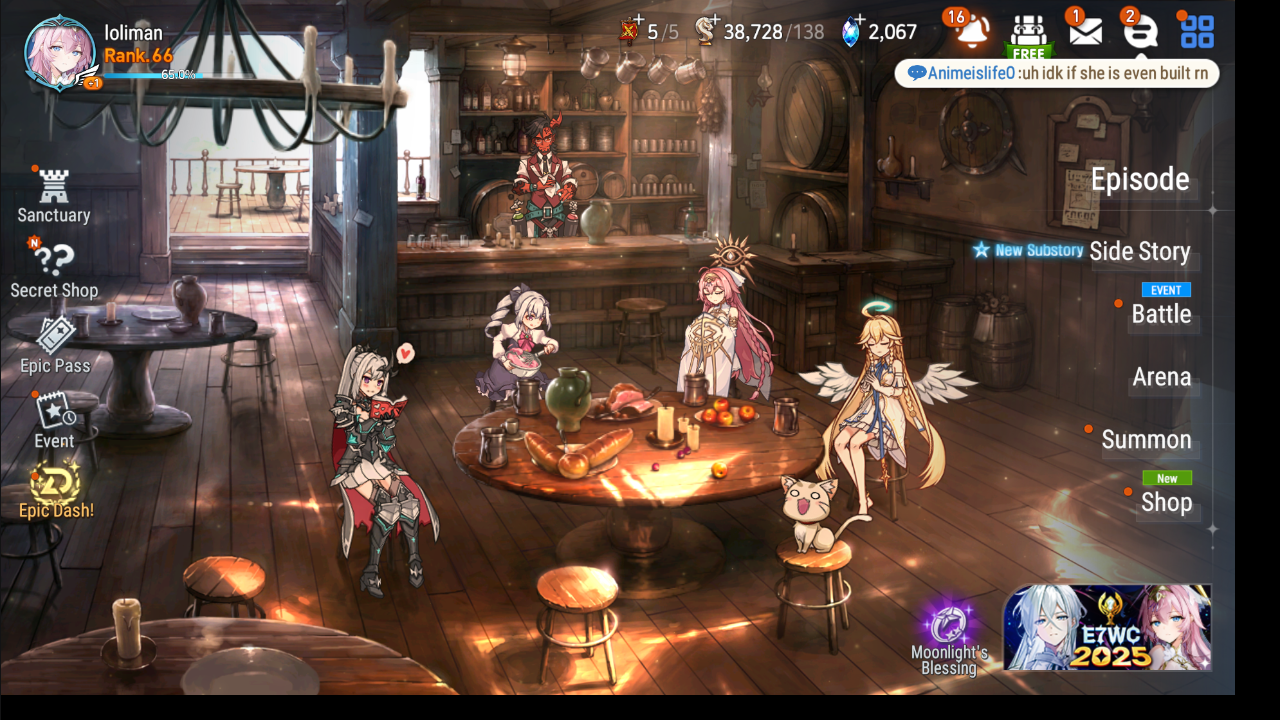 loliman
Rank.66
65.0%
+1
5/5
38,728/138
2,067
16
FREE
1
2
Animeislife0 :uh idk if she is even built rn
Sanctuary
N
Secret Shop
Epic Pass
Event
Epic Dash!
Episode
New Substory
Side Story
EVENT
Battle
Arena
Summon
New
Shop
Moonlight's
Blessing
E7WC
2025